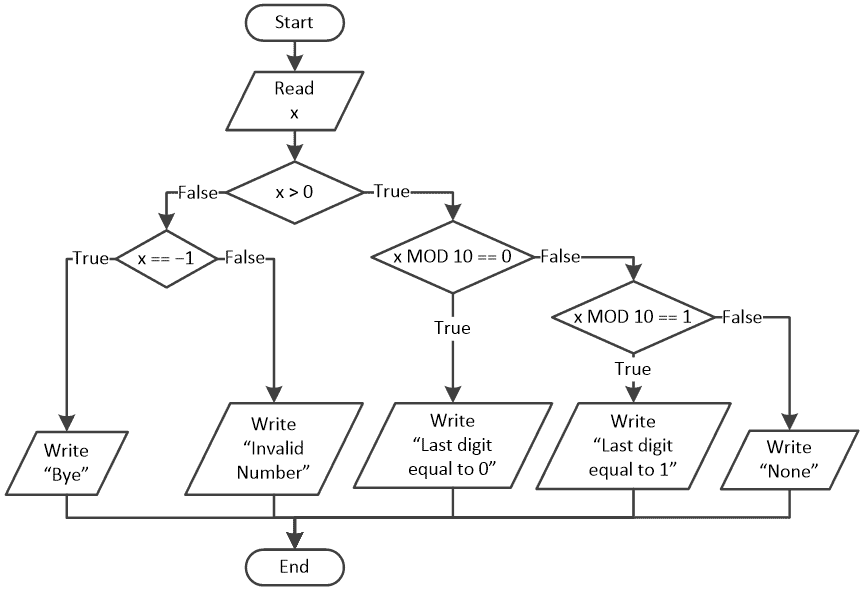 Start
Read
x
False
x > 0
True
True
x == −1
False
x MOD 10 == 0
False
True
x MOD 10 == 1
False
True
Write
“Bye”
Write
“Invalid
Number”
Write
“Last digit
equal to 0”
Write
“Last digit
equal to 1”
Write
“None”
End